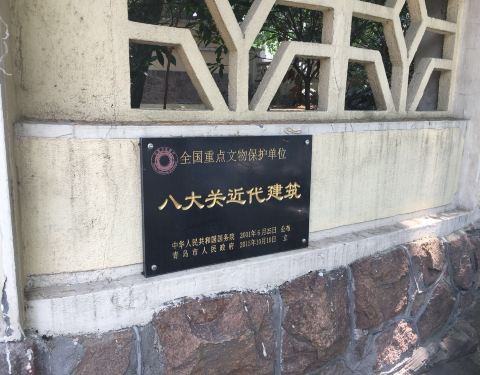 全国重点文物保护单位
八大关近代建筑
中华人民共和国国务院 2001年6月25日 公布
青岛市人民政府 2015年10月10日 立